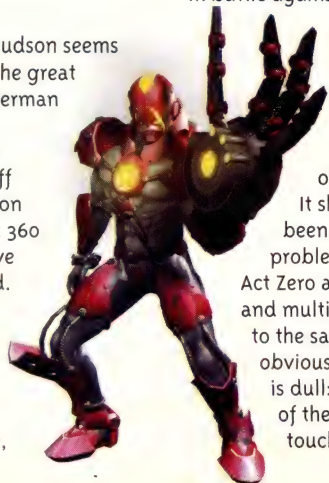 udson seems
he great
erman
ff
on
360
ve
d.
,
o
It sh
been
proble
Act Zero a
and multi
to the sa
obvious
is dull:
of the
touch